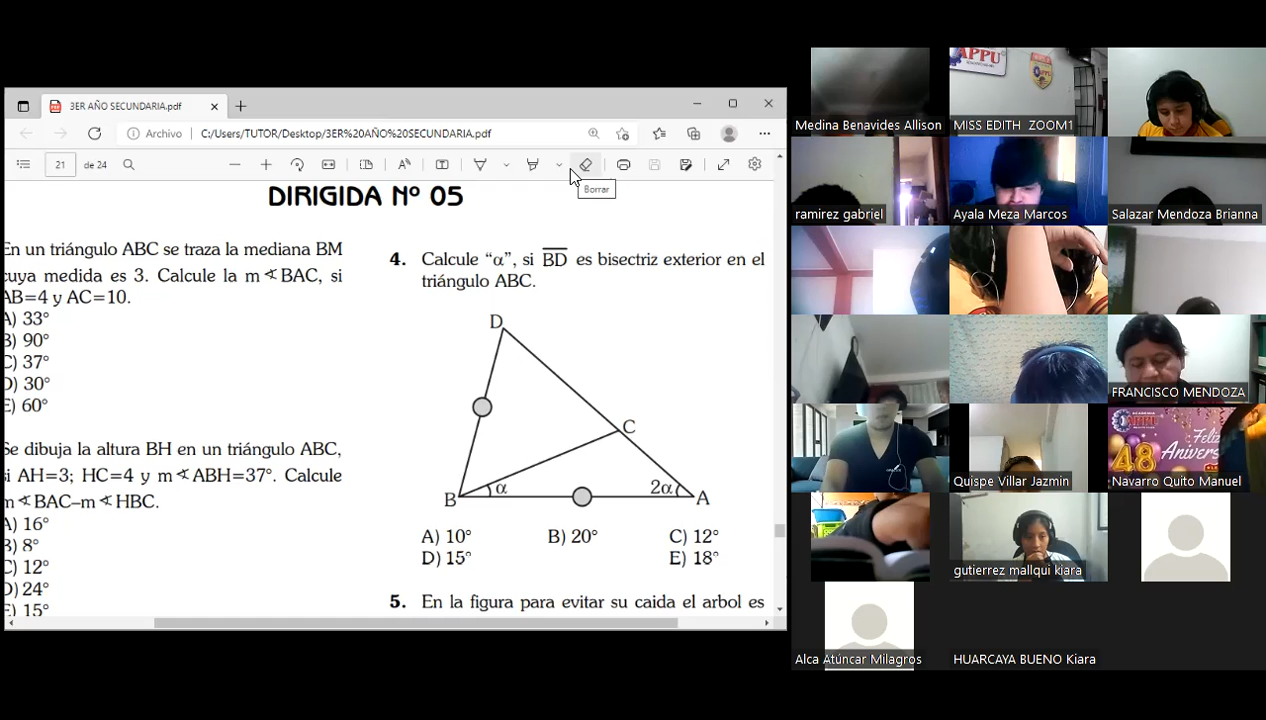 3ER AÑO SECUNDARIA.pdf
Archivo
C:/Users/TUTOR/Desktop/3ER%20AÑO%20SECUNDARIA.pdf
21
de 24
Borrar
DIRIGIDA Nº 05
En un triángulo ABC se traza la mediana BM
cuya medida es 3. Calcule la m∢BAC, si
AB=4 y AC=10.
A) 33°
B) 90°
C) 37°
D) 30°
E) 60°
Se dibuja la altura BH en un triángulo ABC,
si AH=3; HC=4 y m∢ABH=37°. Calcule
m∢BAC–m∢HBC.
A) 16°
B) 8°
C) 12°
D) 24°
E) 15°
4. Calcule “α”, si BD es bisectriz exterior en el
triángulo ABC.
D
C
B
α
2α
A
A) 10°
B) 20°
C) 12°
D) 15°
E) 18°
5. En la figura para evitar su caida el arbol es
Medina Benavides Allison
APPU
APPU
MISS EDITH ZOOM1
ramirez gabriel
Ayala Meza Marcos
Salazar Mendoza Brianna
FRANCISCO MENDOZA
Quispe Villar Jazmin
APPU
Feliz
48
Anivers
Navarro Quito Manuel
gutierrez mallqui kiara
Alca Atúncar Milagros
HUARCAYA BUENO Kiara